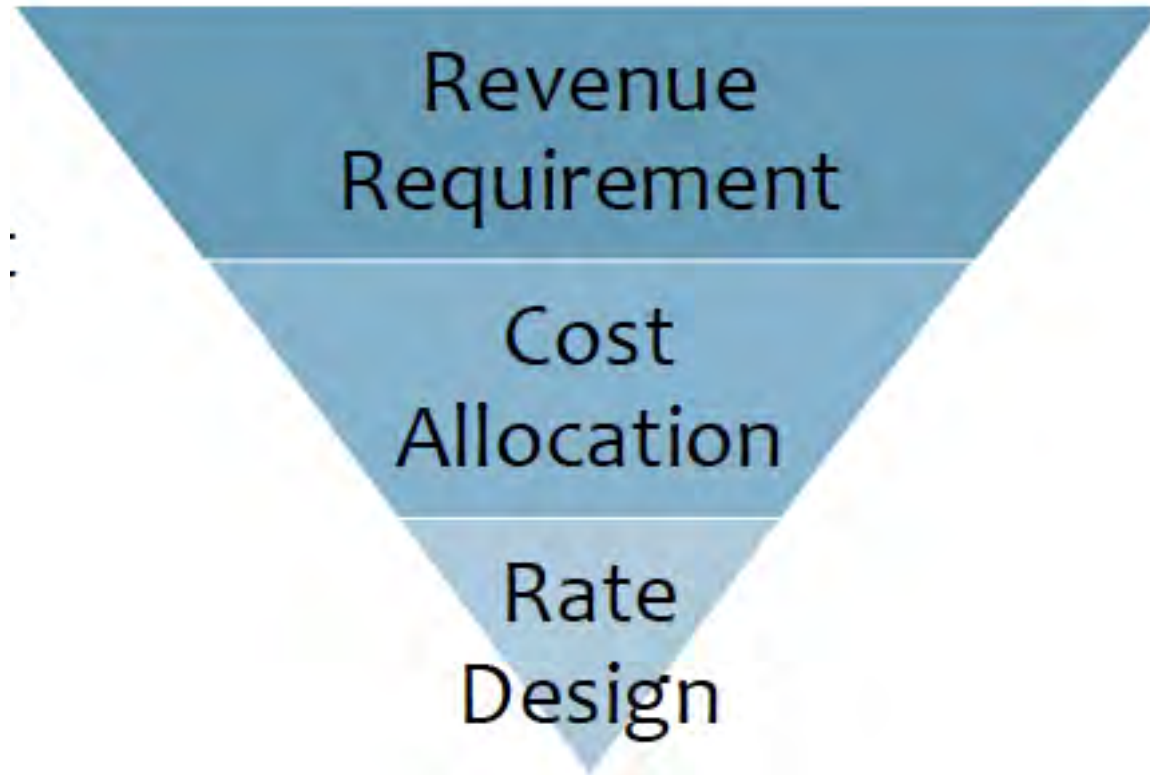 Revenue
Requirement
Cost
Allocation
Rate
Design